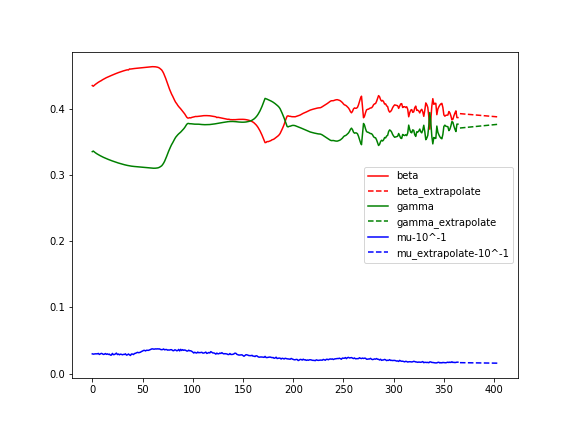 0.4
0.3
0.2
0.1
0.0
0 50 100 150 200 250 300 350 400
beta
beta_extrapolate
gamma
gamma_extrapolate
mu-10^-1
mu_extrapolate-10^-1